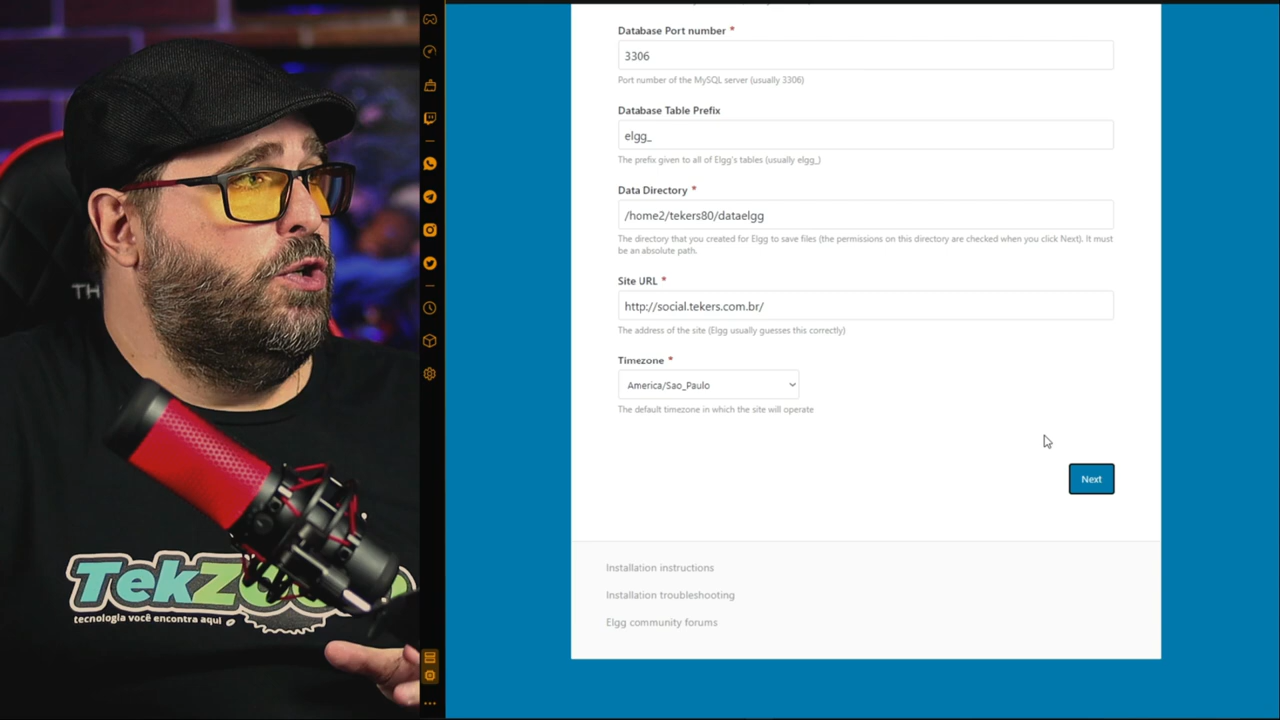 Database Port number *
3306
Port number of the MySQL server (usually 3306)
Database Table Prefix
elgg_
The prefix given to all of Elgg's tables (usually elgg_)
Data Directory *
/home2/tekers80/dataelgg
The directory that you created for Elgg to save files (the permissions on this directory are checked when you click Next). It must
be an absolute path.
Site URL *
http://social.tekers.com.br/
The address of the site (Elgg usually guesses this correctly)
Timezone *
America/Sao_Paulo
The default timezone in which the site will operate
Next
Installation instructions
Installation troubleshooting
Elgg community forums
TH
tecnologia você encontra aqui